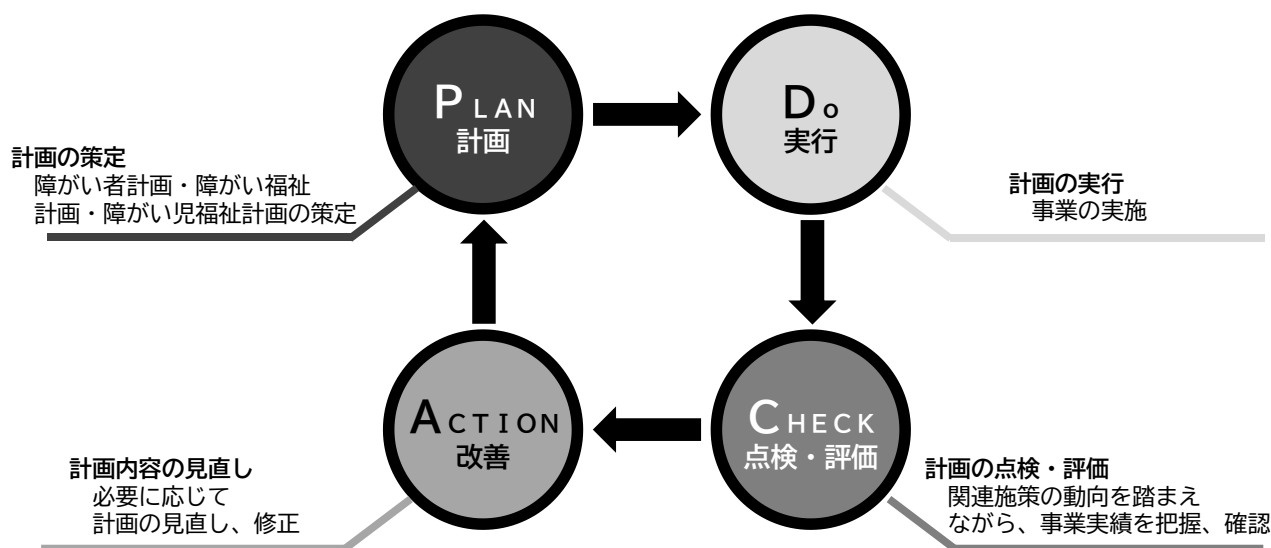 PLAN
計画
Do
実行
計画の策定
障がい者計画・障がい福祉
計画・障がい児福祉計画の策定
計画の実行
事業の実施
ACTION
改善
CHECK
点検・評価
計画内容の見直し
必要に応じて
計画の見直し、修正
計画の点検・評価
関連施策の動向を踏まえ
ながら、事業実績を把握、確認